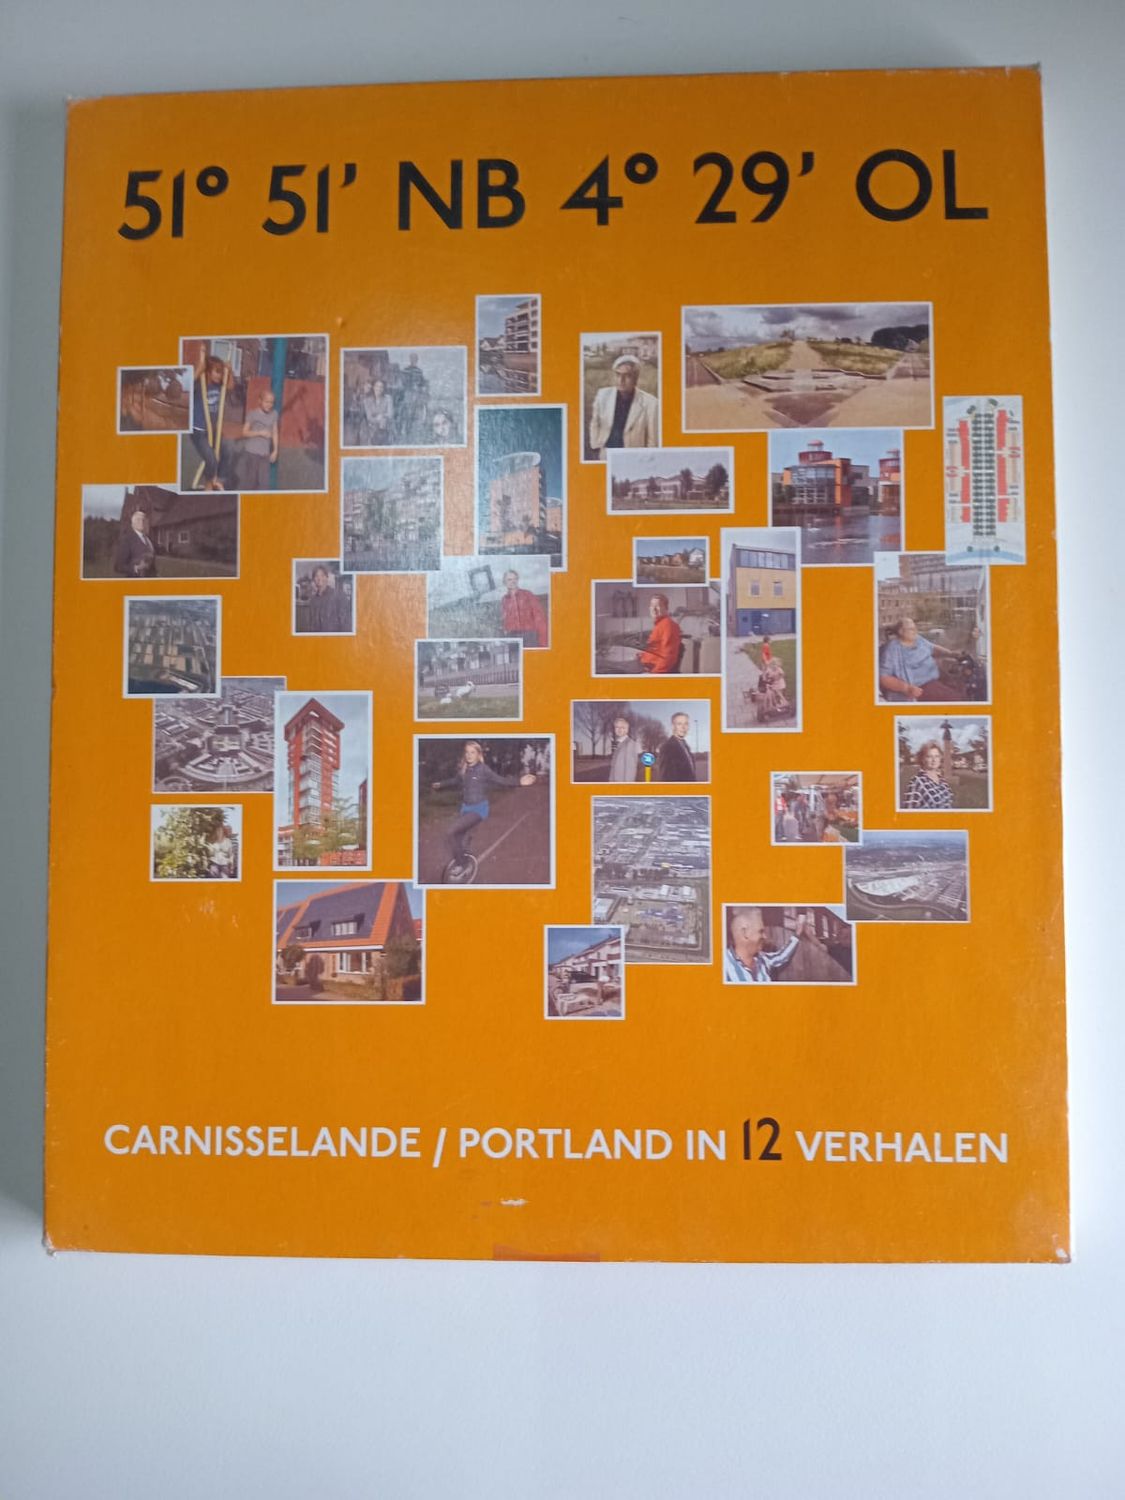 51° 51’ NB 4° 29’ OL
CARNISSELANDE / PORTLAND IN 12 VERHALEN